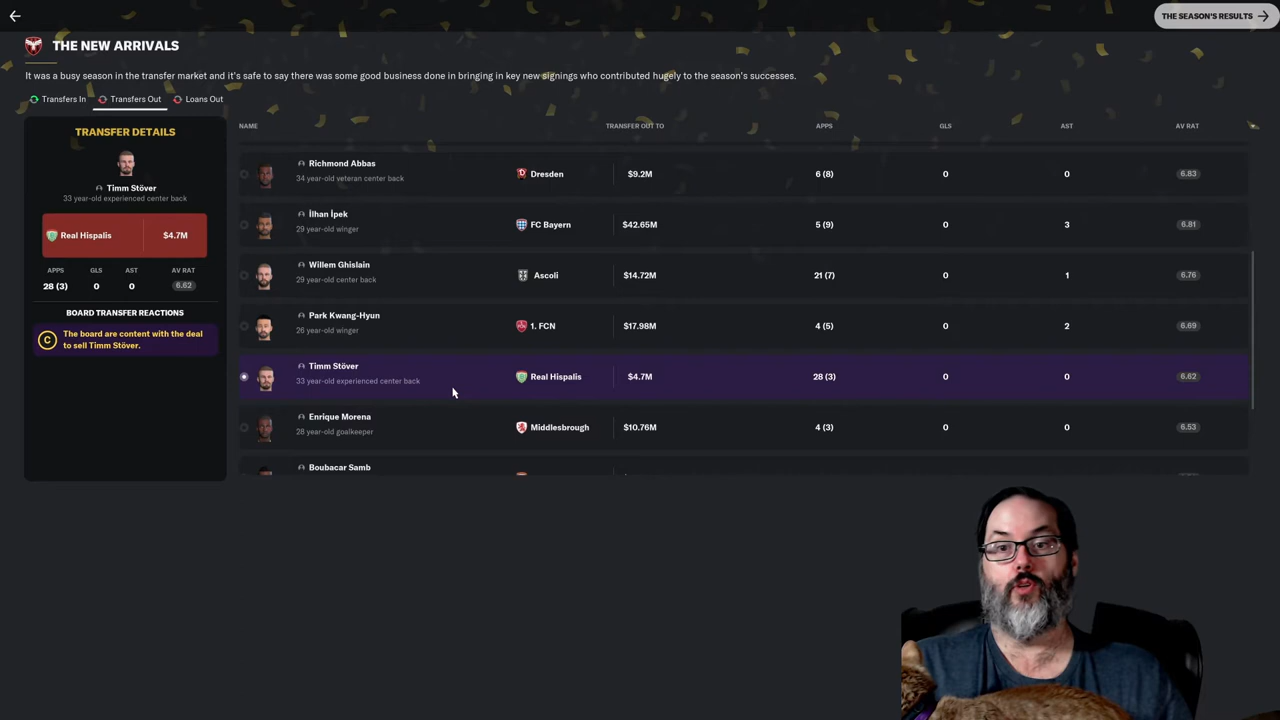 THE SEASON'S RESULTS
THE NEW ARRIVALS
It was a busy season in the transfer market and it's safe to say there was some good business done in bringing in key new signings who contributed hugely to the season's successes.
Transfers In Transfers Out Loans Out
TRANSFER DETAILS
Timm Stöver
33 year-old experienced center back
Real Hispalis $4.7M
APPS GLS AST AV RAT
28 (3) 0 0 6.62
BOARD TRANSFER REACTIONS
C
The board are content with the deal
to sell Timm Stöver.
NAME TRANSFER OUT TO APPS GLS AST AV RAT
Richmond Abbas
34 year-old veteran center back
Dresden $9.2M 6 (8) 0 0 6.83
İlhan İpek
29 year-old winger
FC Bayern $42.65M 5 (9) 0 3 6.81
Willem Ghislain
29 year-old center back
Ascoli $14.72M 21 (7) 0 1 6.76
Park Kwang-Hyun
26 year-old winger
1. FCN $17.98M 4 (5) 0 2 6.69
Timm Stöver
33 year-old experienced center back
Real Hispalis $4.7M 28 (3) 0 0 6.62
Enrique Morena
28 year-old goalkeeper
Middlesbrough $10.76M 4 (3) 0 0 6.53
Boubacar Samb